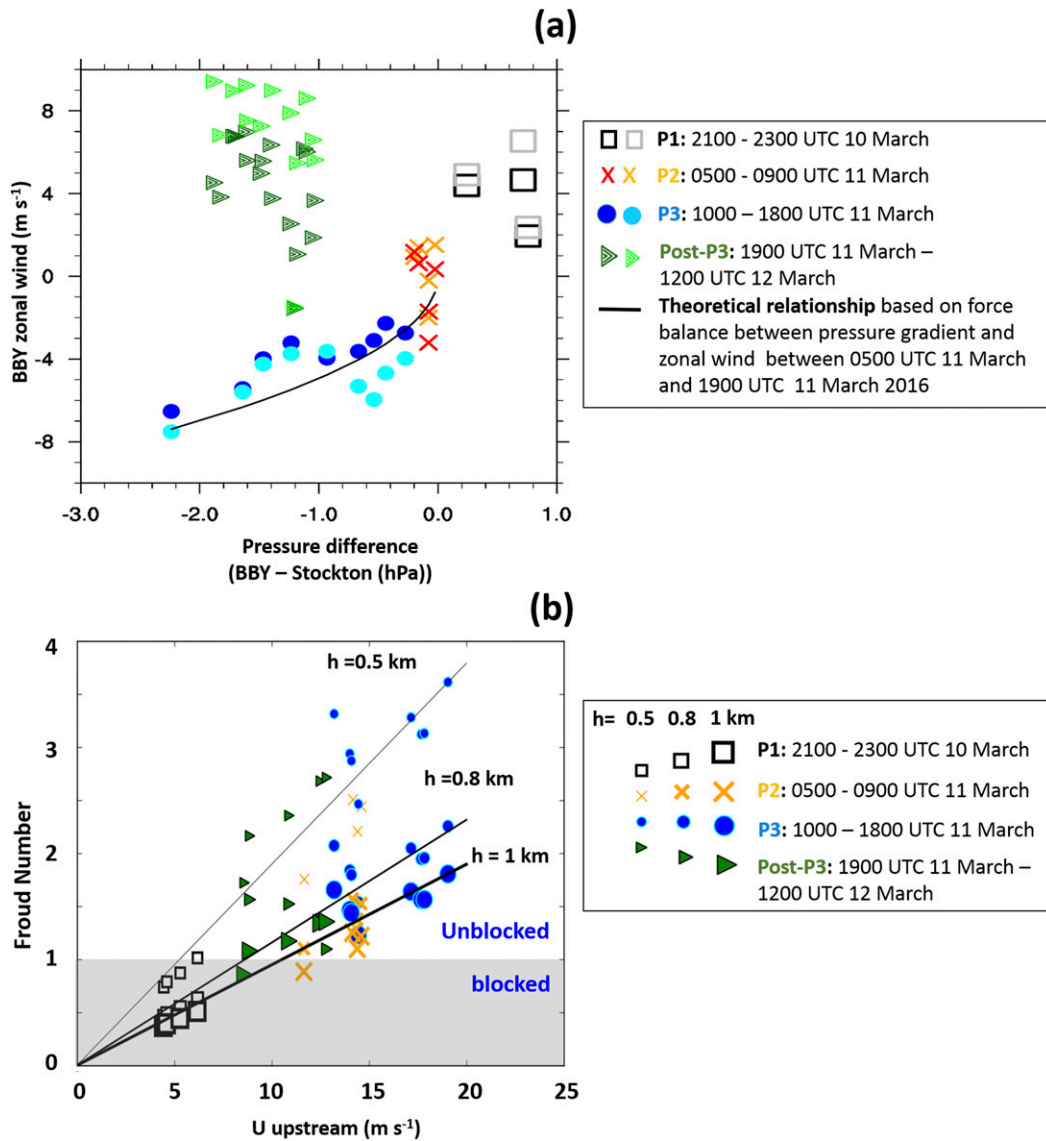 (a)
8
4
0
-4
-8
BBY zonal wind (m s⁻¹)
-3.0 -2.0 -1.0 0.0 1.0
Pressure difference
(BBY – Stockton (hPa))
P1: 2100 - 2300 UTC 10 March
P2: 0500 - 0900 UTC 11 March
P3: 1000 – 1800 UTC 11 March
Post-P3: 1900 UTC 11 March –
1200 UTC 12 March
Theoretical relationship based on force
balance between pressure gradient and
zonal wind between 0500 UTC 11 March
and 1900 UTC 11 March 2016
(b)
4
3
2
1
0
Froud Number
h =0.5 km
h =0.8 km
h = 1 km
Unblocked
blocked
0 5 10 15 20 25
U upstream (m s⁻¹)
h= 0.5 0.8 1 km
P1: 2100 - 2300 UTC 10 March
P2: 0500 - 0900 UTC 11 March
P3: 1000 – 1800 UTC 11 March
Post-P3: 1900 UTC 11 March –
1200 UTC 12 March